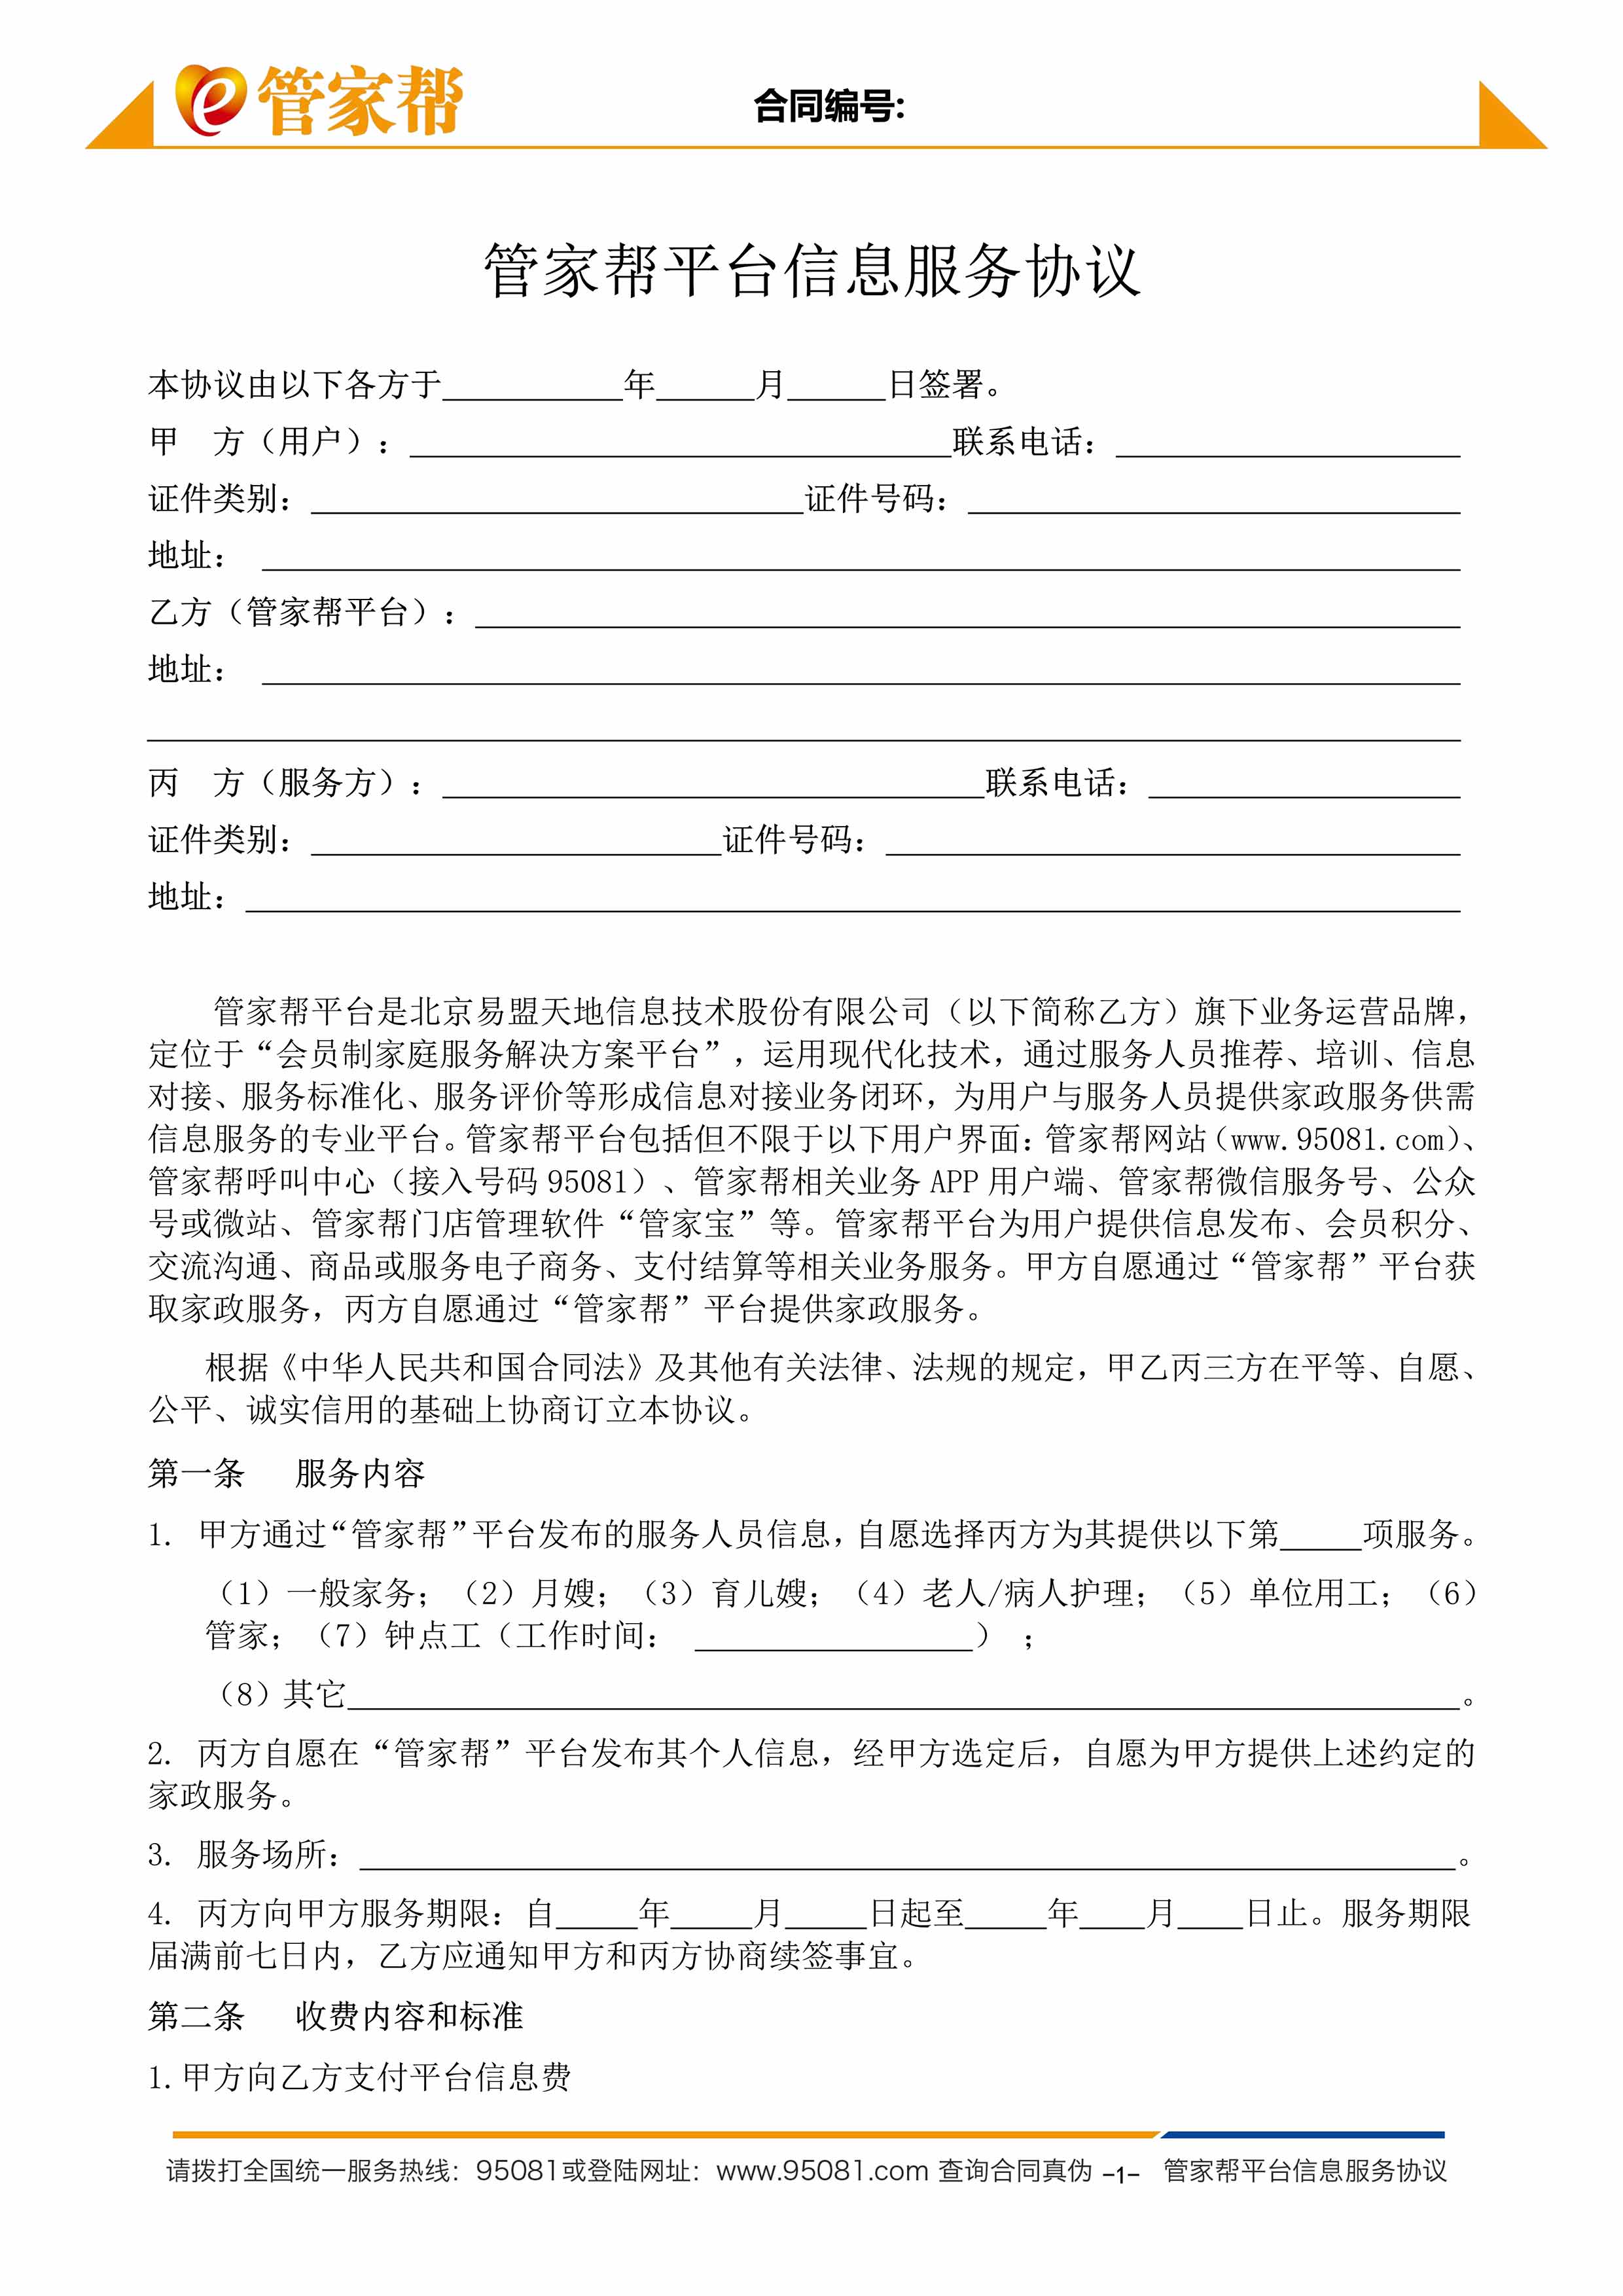 管家帮
合同编号:
管家帮平台信息服务协议
本协议由以下各方于___________年______月______日签署。
甲　方（用户）：_________________________________联系电话：_____________________
证件类别：______________________________证件号码：______________________________
地址：　_________________________________________________________________________
乙方（管家帮平台）：____________________________________________________________
地址：　_________________________________________________________________________
________________________________________________________________________________
丙　方（服务方）：_________________________________联系电话：___________________
证件类别：_________________________证件号码：___________________________________
地址：__________________________________________________________________________
管家帮平台是北京易盟天地信息技术股份有限公司（以下简称乙方）旗下业务运营品牌，
定位于“会员制家庭服务解决方案平台”，运用现代化技术，通过服务人员推荐、培训、信息
对接、服务标准化、服务评价等形成信息对接业务闭环，为用户与服务人员提供家政服务供需
信息服务的专业平台。管家帮平台包括但不限于以下用户界面：管家帮网站（www.95081.com）、
管家帮呼叫中心（接入号码 95081）、管家帮相关业务 APP 用户端、管家帮微信服务号、公众
号或微站、管家帮门店管理软件“管家宝”等。管家帮平台为用户提供信息发布、会员积分、
交流沟通、商品或服务电子商务、支付结算等相关业务服务。甲方自愿通过“管家帮”平台获
取家政服务，丙方自愿通过“管家帮”平台提供家政服务。
根据《中华人民共和国合同法》及其他有关法律、法规的规定，甲乙丙三方在平等、自愿、
公平、诚实信用的基础上协商订立本协议。
第一条　服务内容
1. 甲方通过“管家帮”平台发布的服务人员信息，自愿选择丙方为其提供以下第_____项服务。
（1）一般家务；（2）月嫂；（3）育儿嫂；（4）老人/病人护理；（5）单位用工；（6）
管家；（7）钟点工（工作时间：　_________________）；
（8）其它____________________________________________________________________。
2. 丙方自愿在“管家帮”平台发布其个人信息，经甲方选定后，自愿为甲方提供上述约定的
家政服务。
3. 服务场所：___________________________________________________________________。
4. 丙方向甲方服务期限：自_____年_____月_____日起至_____年____月____日止。服务期限
届满前七日内，乙方应通知甲方和丙方协商续签事宜。
第二条　收费内容和标准
1.甲方向乙方支付平台信息费
请拨打全国统一服务热线：95081或登陆网址：www.95081.com 查询合同真伪 -1- 管家帮平台信息服务协议